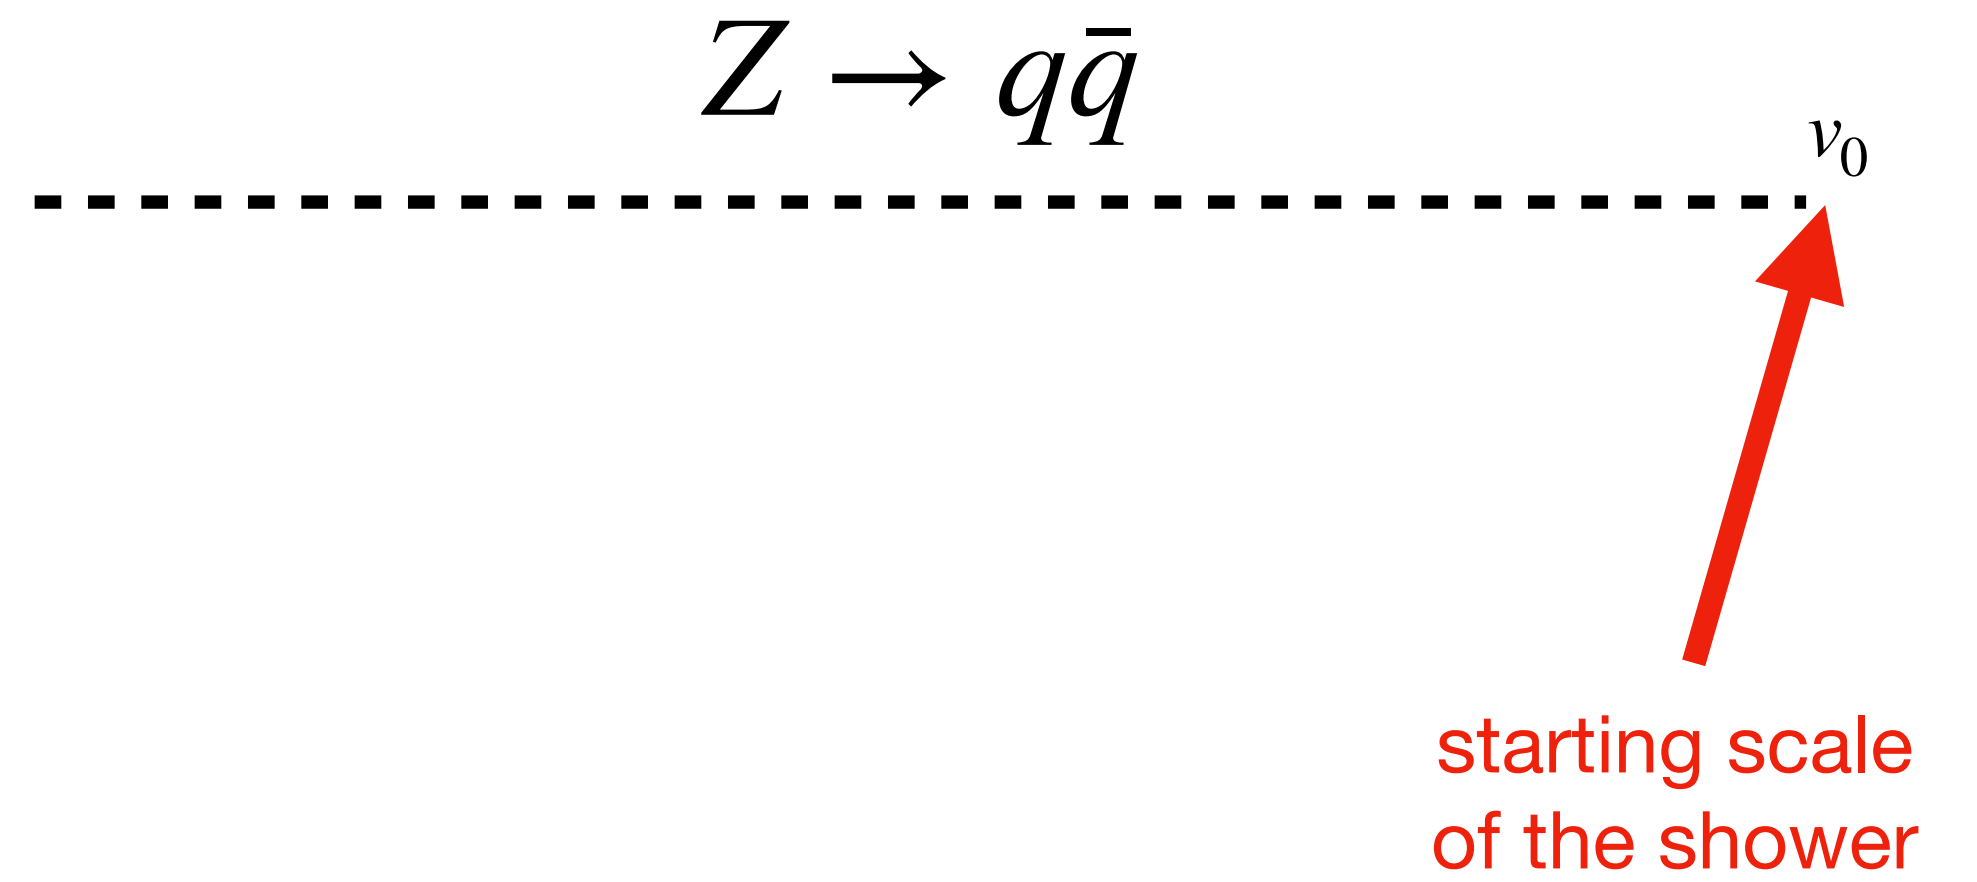 Z → qq̄
v₀
starting scale
of the shower